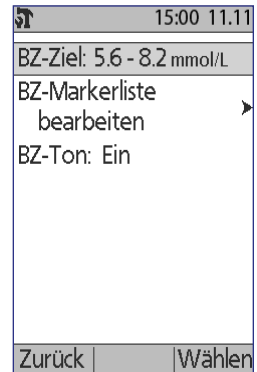 15:00 11.11
BZ-Ziel: 5.6 - 8.2 mmol/L
BZ-Markerliste
bearbeiten
BZ-Ton: Ein
Zurück
Wählen